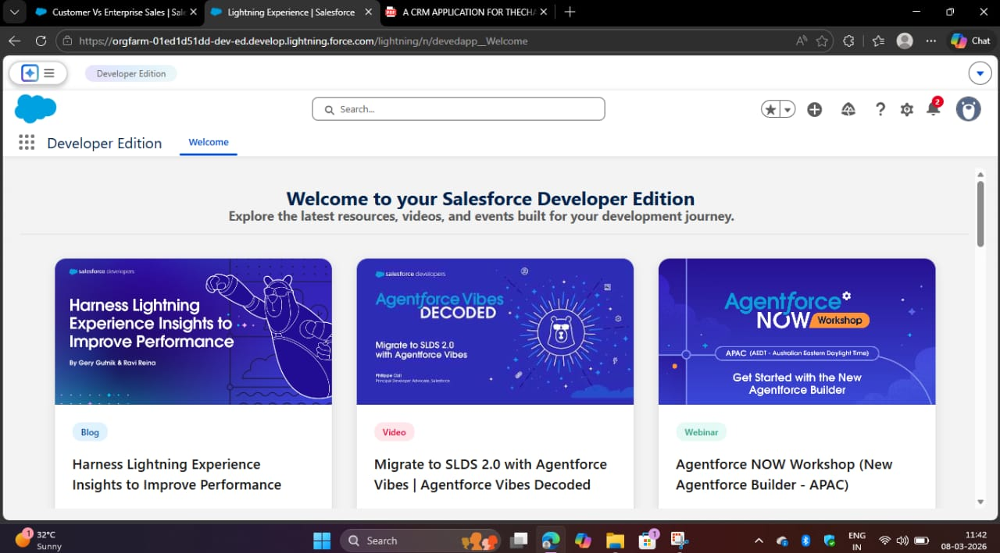 Customer Vs Enterprise Sales | Sale
Lightning Experience | Salesforce
A CRM APPLICATION FOR THECHA
https://orgfarm-01ed1d51dd-dev-ed.develop.lightning.force.com/lightning/n/devedapp__Welcome
Chat
Developer Edition
Search...
2
Developer Edition
Welcome
Welcome to your Salesforce Developer Edition
Explore the latest resources, videos, and events built for your development journey.
salesforce developers
Harness Lightning
Experience Insights to
Improve Performance
By Gery Gutnik & Ravi Reina
Blog
Harness Lightning Experience
Insights to Improve Performance
salesforce developers
Agentforce Vibes
DECODED
Migrate to SLDS 2.0
with Agentforce Vibes
Principal Developer Advocate, Salesforce
Video
Migrate to SLDS 2.0 with Agentforce
Vibes | Agentforce Vibes Decoded
Agentforce
NOW Workshop
APAC (AEDT - Australian Eastern Daylight Time)
Get Started with the New
Agentforce Builder
Webinar
Agentforce NOW Workshop (New
Agentforce Builder - APAC)
1
32°C
Sunny
Search
1
ENG
IN
11:42
08-03-2026